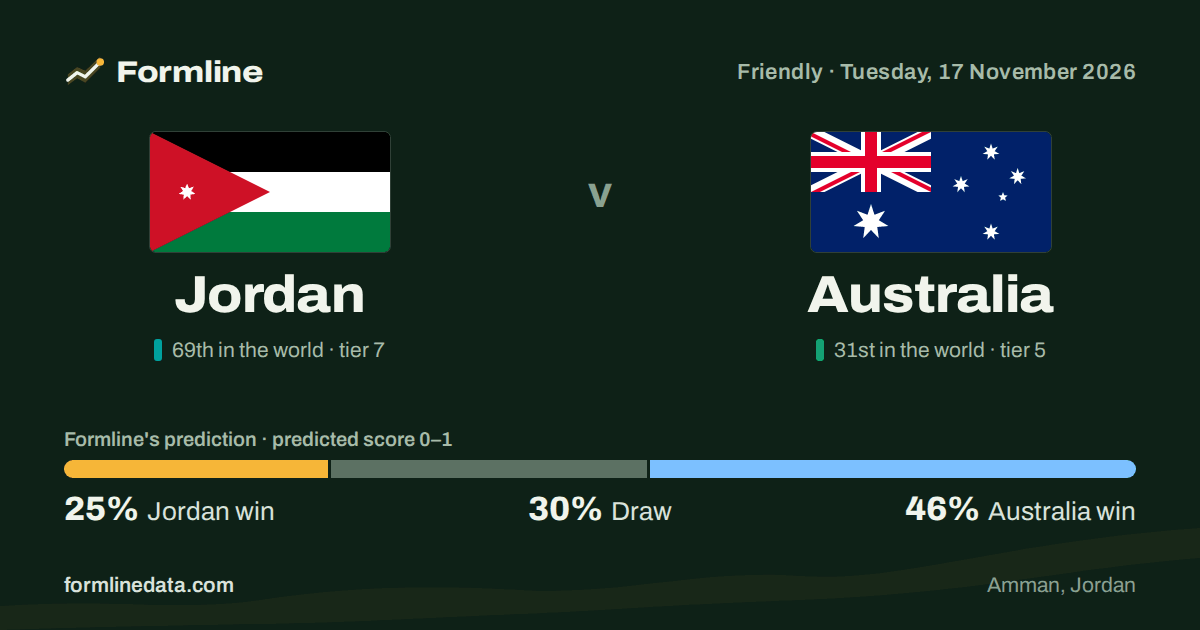 Formline
Friendly · Tuesday, 17 November 2026
v
Jordan
Australia
69th in the world · tier 7
31st in the world · tier 5
Formline's prediction · predicted score 0–1
25% Jordan win
30% Draw
46% Australia win
formlinedata.com
Amman, Jordan